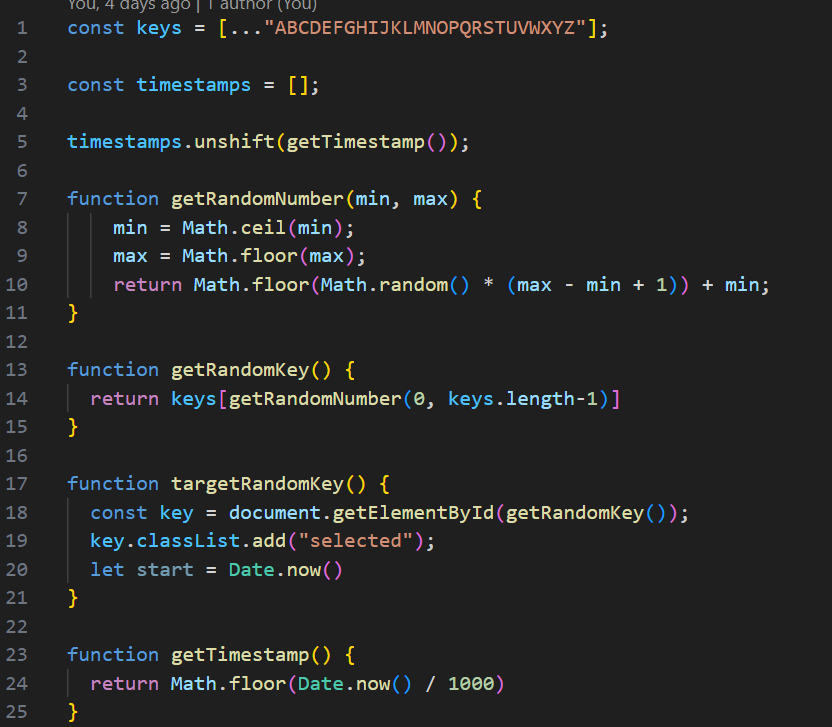 You, 4 days ago | 1 author (You)
1 const keys = [..."ABCDEFGHIJKLMNOPQRSTUVWXYZ"];
2
3 const timestamps = [];
4
5 timestamps.unshift(getTimestamp());
6
7 function getRandomNumber(min, max) {
8 min = Math.ceil(min);
9 max = Math.floor(max);
10 return Math.floor(Math.random() * (max - min + 1)) + min;
11 }
12
13 function getRandomKey() {
14 return keys[getRandomNumber(0, keys.length-1)]
15 }
16
17 function targetRandomKey() {
18 const key = document.getElementById(getRandomKey());
19 key.classList.add("selected");
20 let start = Date.now()
21 }
22
23 function getTimestamp() {
24 return Math.floor(Date.now() / 1000)
25 }